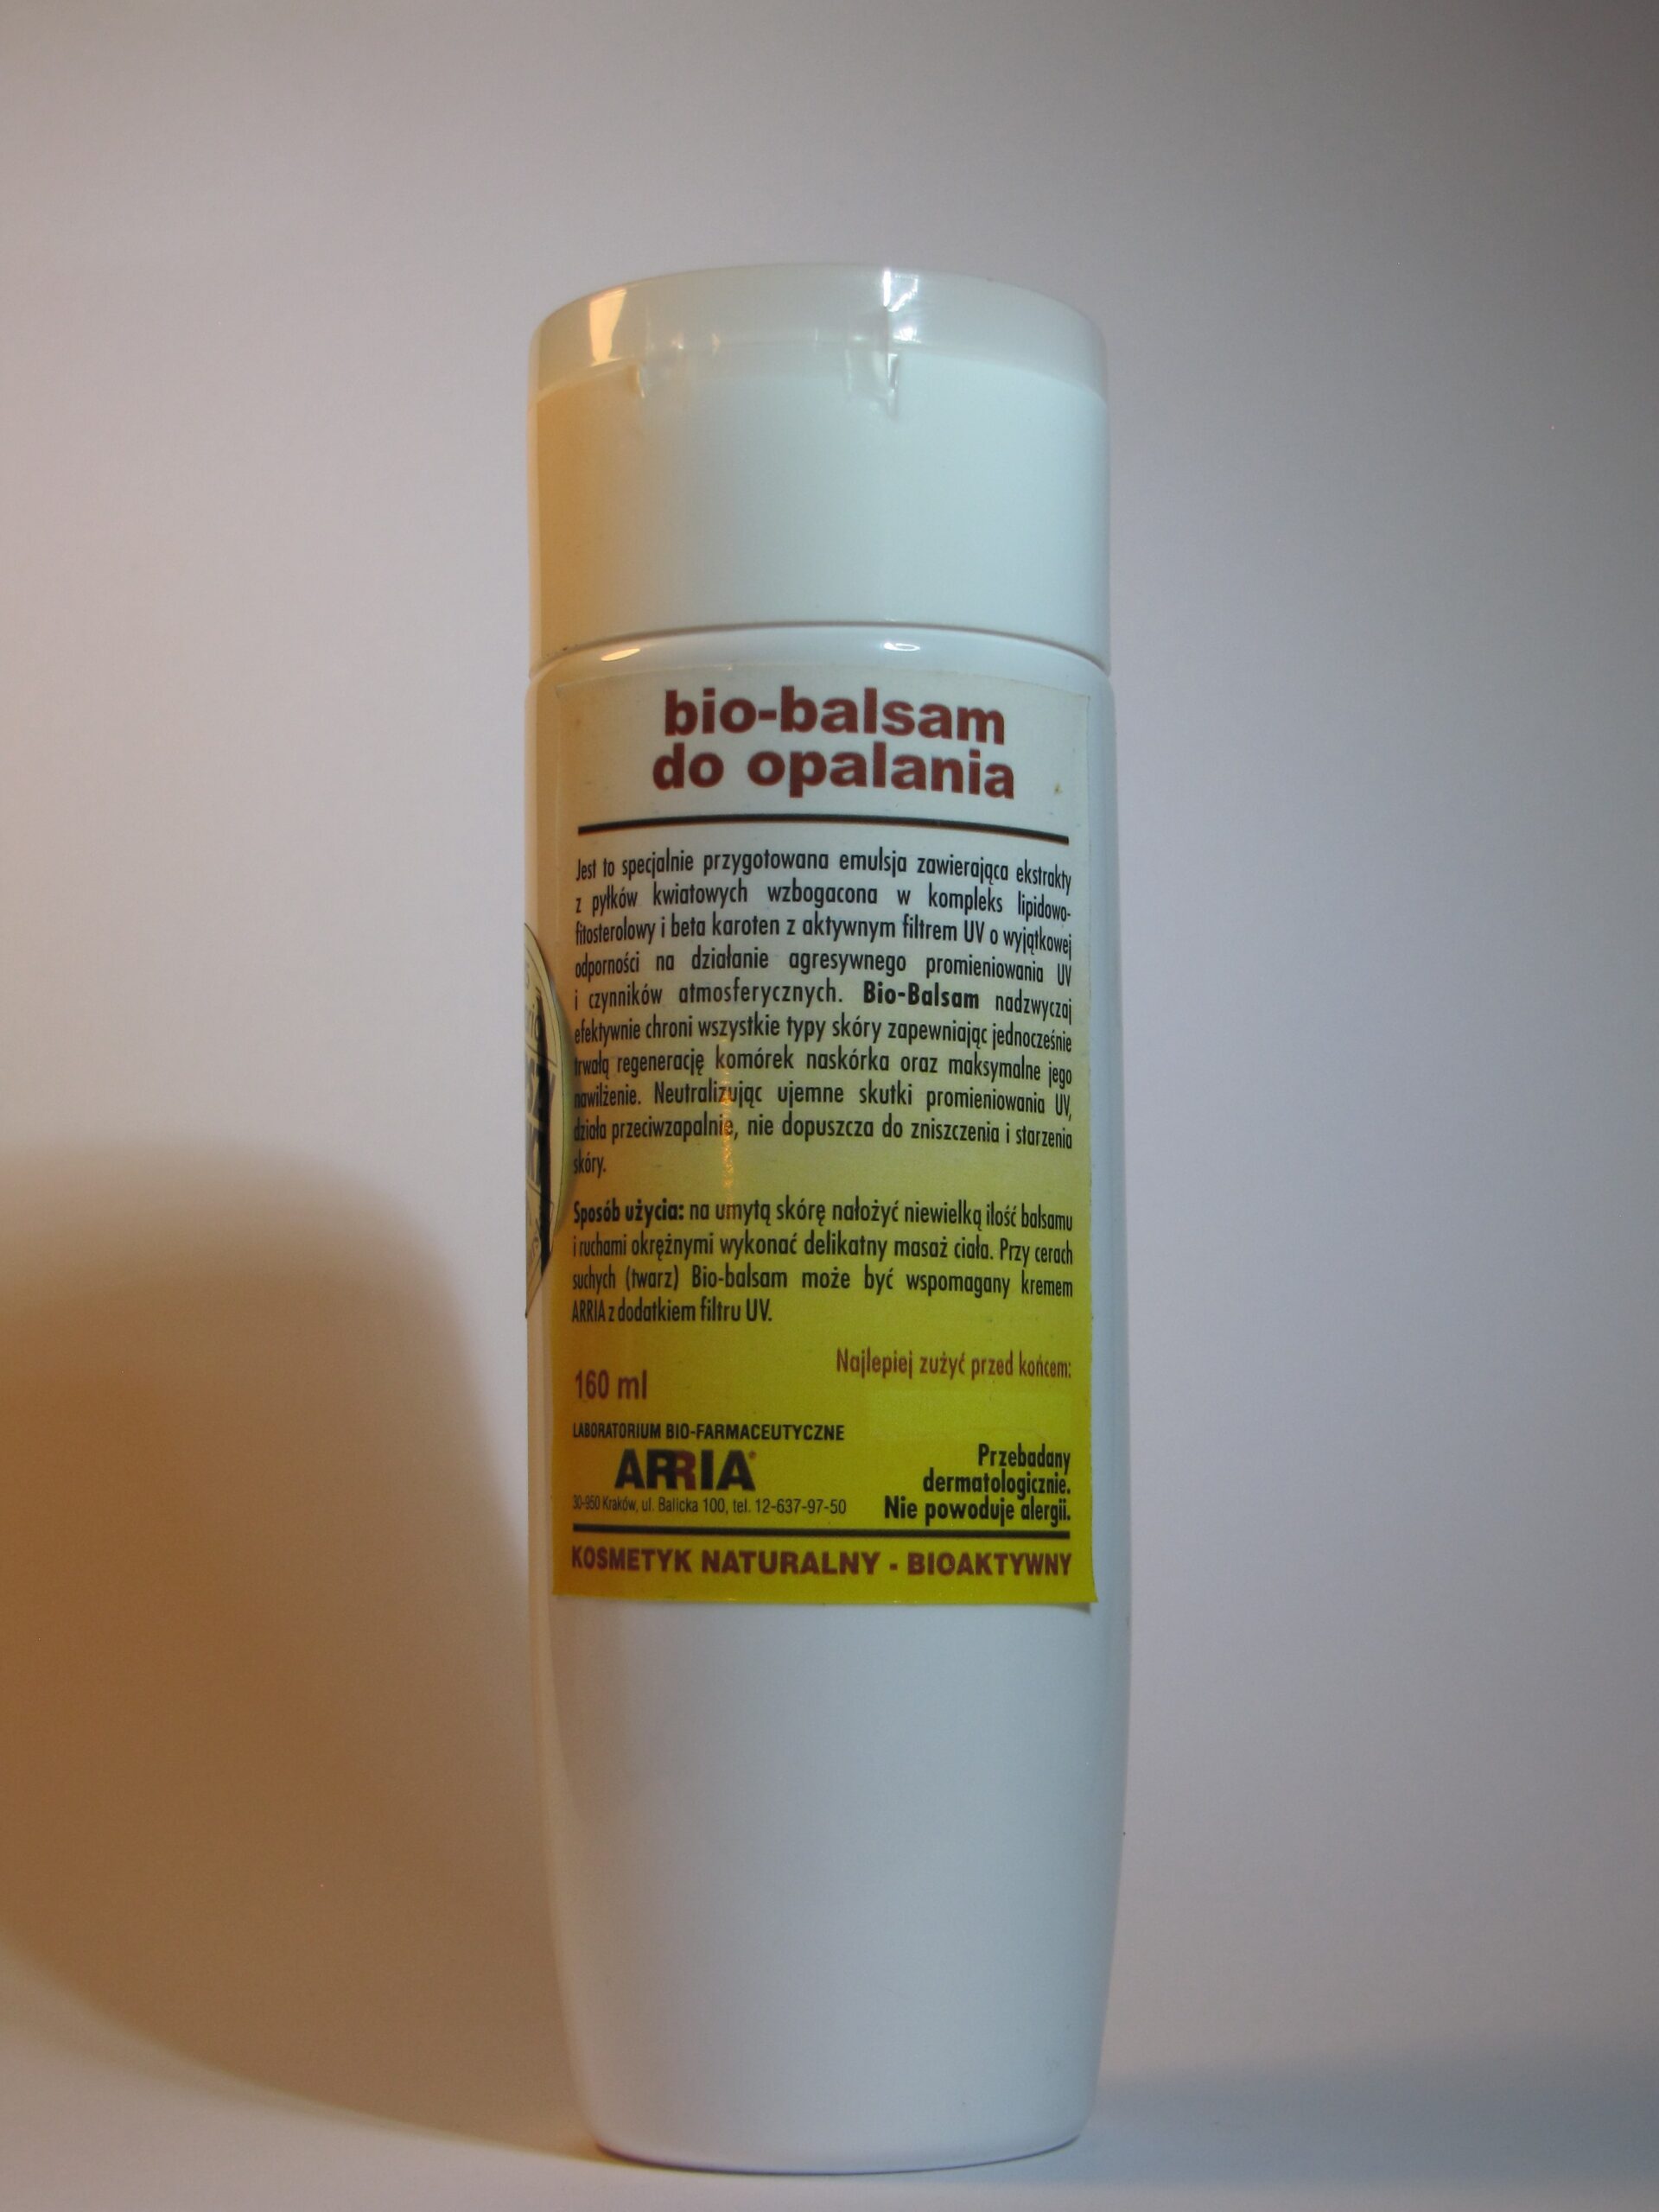 bio-balsam
do opalania
Jest to specjalnie przygotowana emulsja zawierająca ekstrakty
z pyłków kwiatowych wzbogacona w kompleks lipidowo-
fitosterolowy i beta karoten z aktywnym filtrem UV o wyjątkowej
odporności na działanie agresywnego promieniowania UV
i czynników atmosferycznych. Bio-Balsam nadzwyczaj
efektywnie chroni wszystkie typy skóry zapewniając jednocześnie
trwałą regenerację komórek naskórka oraz maksymalne jego
nawilżenie. Neutralizując ujemne skutki promieniowania UV,
działa przeciwzapalnie, nie dopuszcza do zniszczenia i starzenia
skóry.
Sposób użycia: na umytą skórę nałożyć niewielką ilość balsamu
i ruchami okrężnymi wykonać delikatny masaż ciała. Przy cerach
suchych (twarz) Bio-balsam może być wspomagany kremem
ARRIA z dodatkiem filtru UV.
Najlepiej zużyć przed końcem:
160 ml
LABORATORIUM BIO-FARMACEUTYCZNE
ARRIA®
30-950 Kraków, ul. Balicka 100, tel. 12-637-97-50
Przebadany
dermatologicznie.
Nie powoduje alergii.
KOSMETYK NATURALNY - BIOAKTYWNY